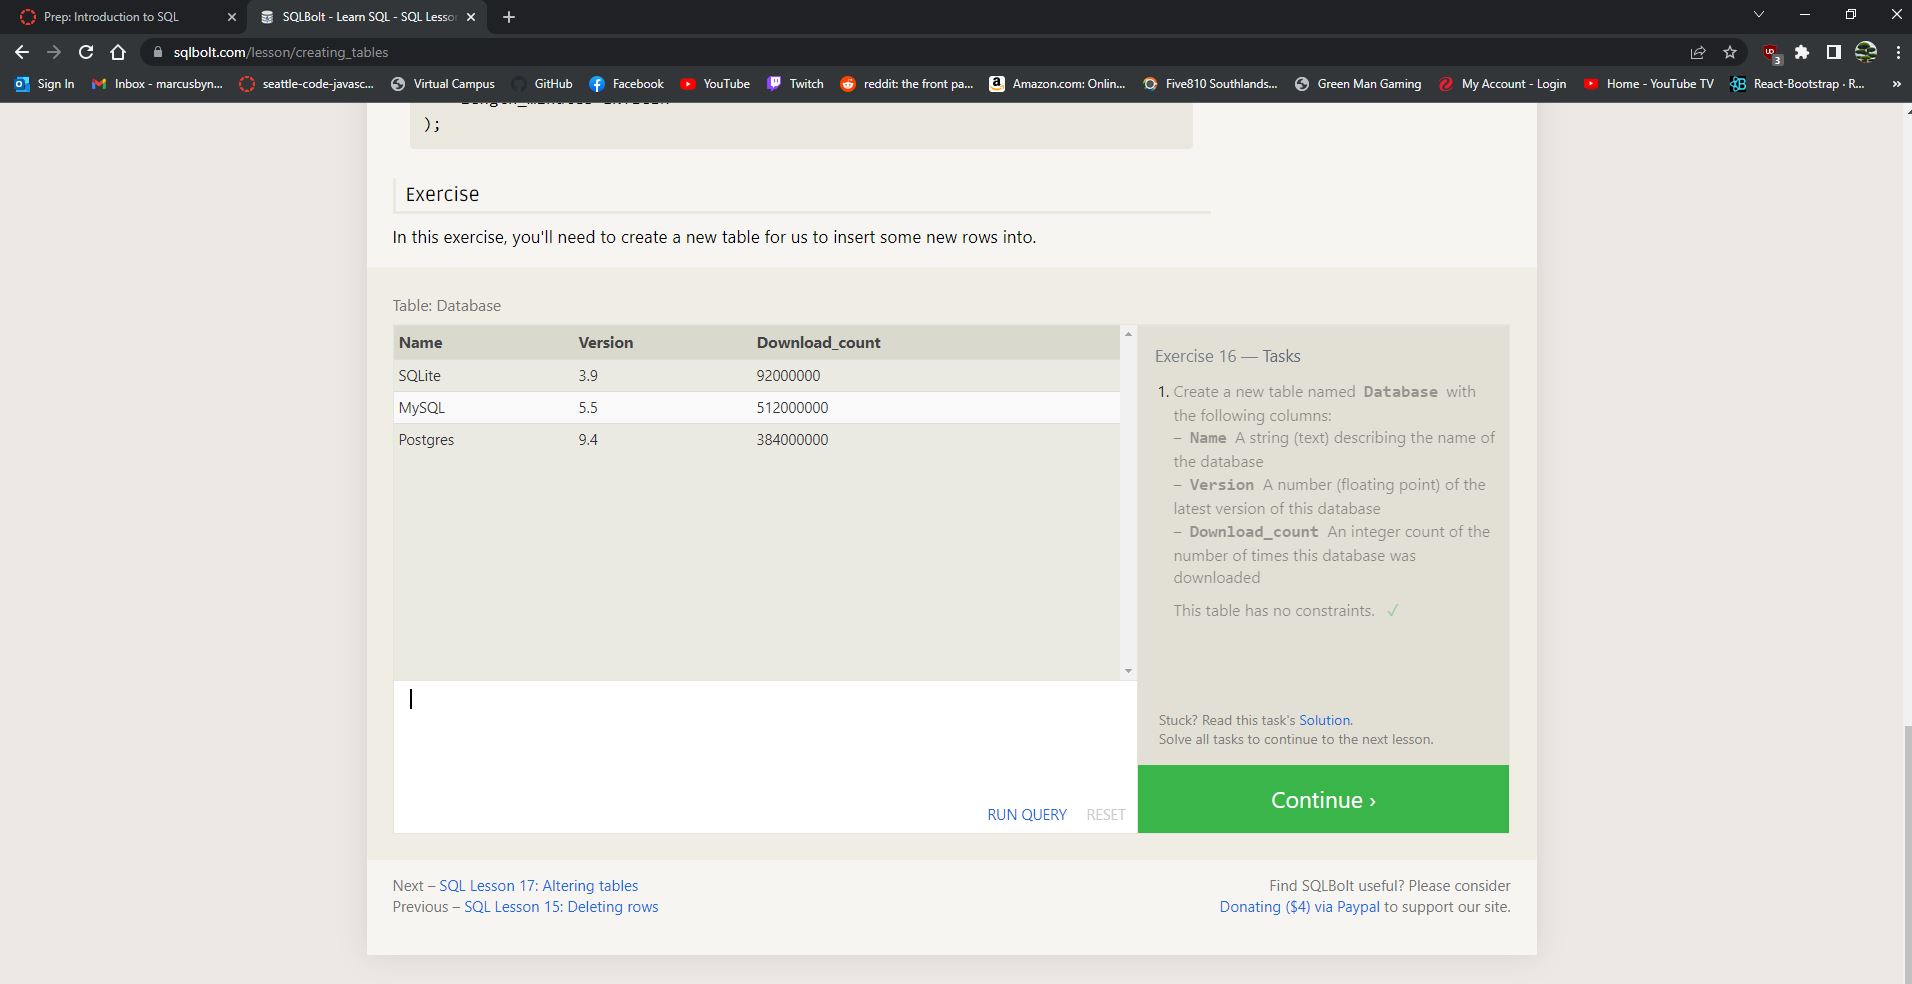 Prep: Introduction to SQL
SQLBolt - Learn SQL - SQL Lesson
sqlbolt.com/lesson/creating_tables
3
Sign In
Inbox - marcusbyn...
seattle-code-javasc...
Virtual Campus
GitHub
Facebook
YouTube
Twitch
reddit: the front pa...
Amazon.com: Onlin...
Five810 Southlands...
Green Man Gaming
My Account - Login
Home - YouTube TV
React-Bootstrap · R...
»
);
Exercise
In this exercise, you'll need to create a new table for us to insert some new rows into.
Table: Database
Name Version Download_count
SQLite 3.9 92000000
MySQL 5.5 512000000
Postgres 9.4 384000000
Exercise 16 — Tasks
1. Create a new table named Database with
the following columns:
– Name A string (text) describing the name of
the database
– Version A number (floating point) of the
latest version of this database
– Download_count An integer count of the
number of times this database was
downloaded
This table has no constraints. ✓
Stuck? Read this task's Solution.
Solve all tasks to continue to the next lesson.
RUN QUERY RESET
Continue ›
Next – SQL Lesson 17: Altering tables
Previous – SQL Lesson 15: Deleting rows
Find SQLBolt useful? Please consider
Donating ($4) via Paypal to support our site.